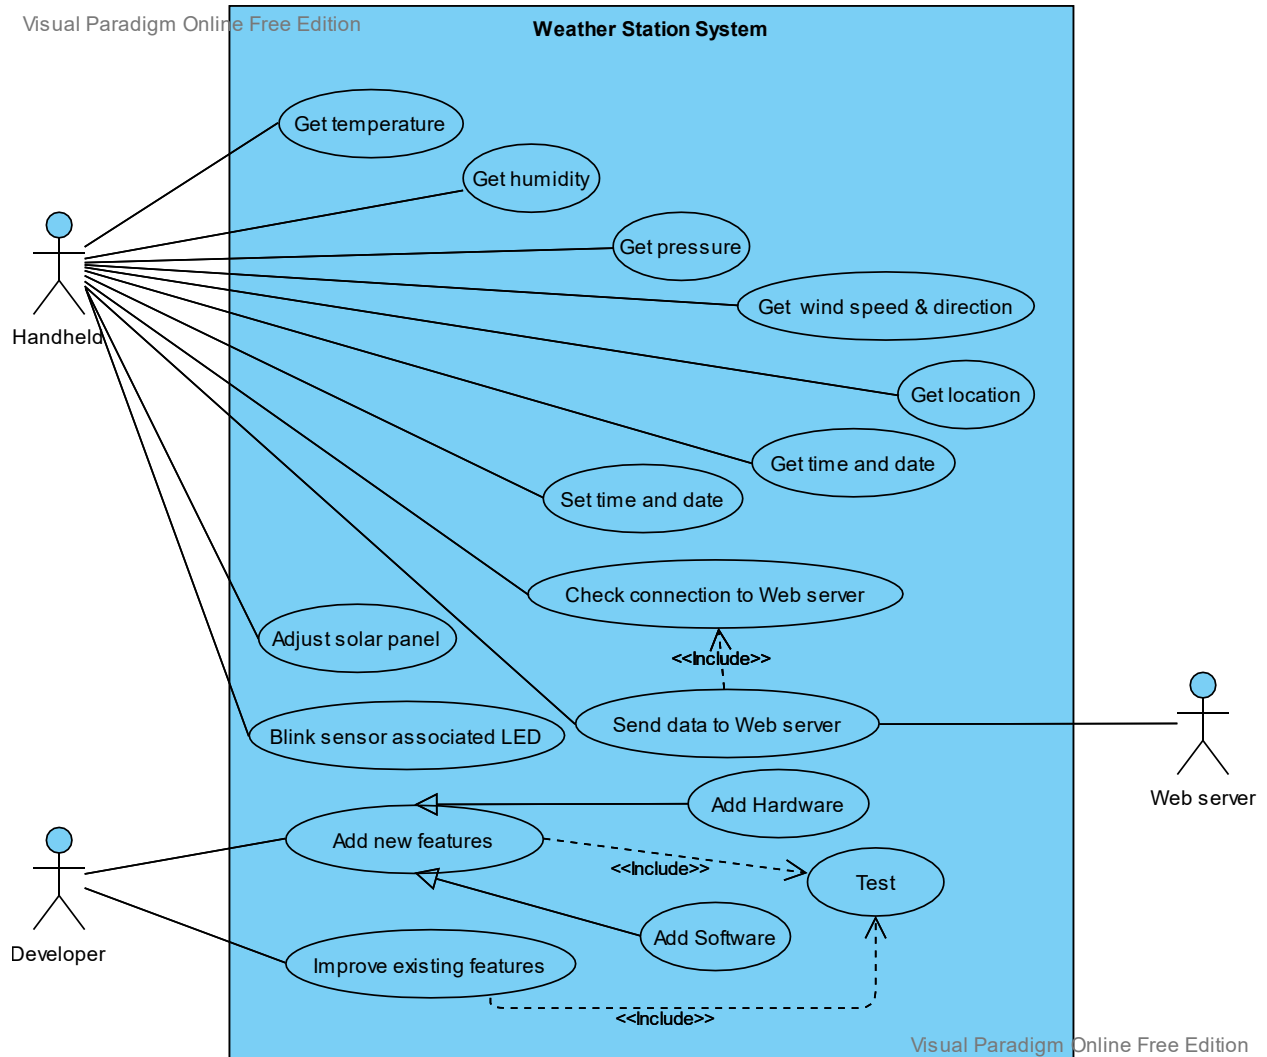 Visual Paradigm Online Free Edition
Weather Station System
Get temperature
Get humidity
Get pressure
Handheld
Get  wind speed & direction
Get location
Get time and date
Set time and date
Check connection to Web server
Adjust solar panel
<<Include>>
Send data to Web server
Blink sensor associated LED
Web server
Add Hardware
Add new features
<<Include>>
Test
Add Software
Developer
Improve existing features
<<Include>>
Visual Paradigm Online Free Edition